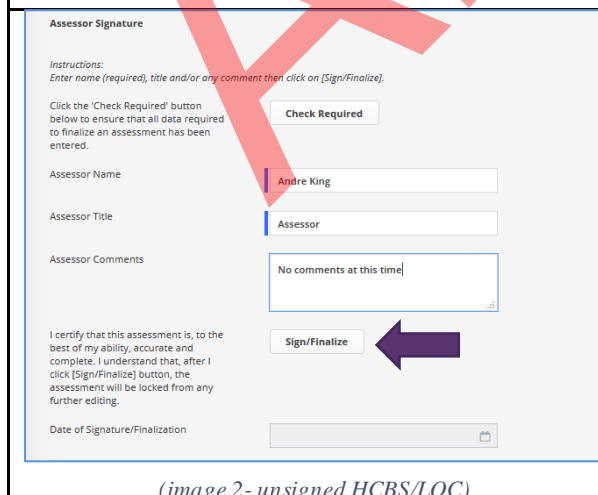 Assessor Signature
Instructions:
Enter name (required), title and/or any comment then click on [Sign/Finalize].
Click the 'Check Required' button
below to ensure that all data required
to finalize an assessment has been
entered.
Check Required
Assessor Name
Andre King
Assessor Title
Assessor
Assessor Comments
No comments at this time
I certify that this assessment is, to the
best of my ability, accurate and
complete. I understand that, after I
click [Sign/Finalize] button, the
assessment will be locked from any
further editing.
Sign/Finalize
Date of Signature/Finalization
(image 2- unsigned HCBS/LOC)